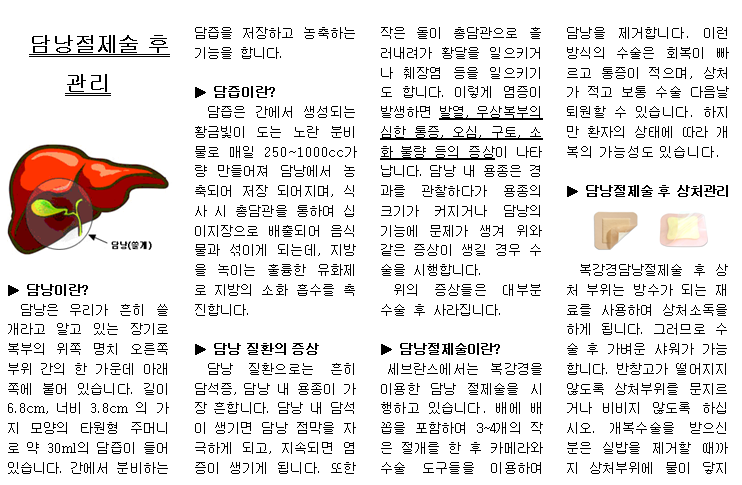 담낭절제술 후
관리
담낭(쓸게)
▶ 담낭이란?
담낭은 우리가 흔히 쓸
개라고 알고 있는 장기로
복부의 위쪽 명치 오른쪽
부위 간의 한 가운데 아래
쪽에 붙어 있습니다. 길이
6.8cm, 너비 3.8cm 의 가
지 모양의 타원형 주머니
로 약 30ml의 담즙이 들어
있습니다. 간에서 분비하는
담즙을 저장하고 농축하는
기능을 합니다.
▶ 담즙이란?
담즙은 간에서 생성되는
황금빛이 도는 노란 분비
물로 매일 250~1000cc가
량 만들어져 담낭에서 농
축되어 저장 되어지며, 식
사 시 총담관을 통하여 십
이지장으로 배출되어 음식
물과 섞이게 되는데, 지방
을 녹이는 훌륭한 유화제
로 지방의 소화 흡수를 촉
진합니다.
▶ 담낭 질환의 증상
담낭 질환으로는 흔히
담석증, 담낭 내 용종이 가
장 흔합니다. 담낭 내 담석
이 생기면 담낭 점막을 자
극하게 되고, 지속되면 염
증이 생기게 됩니다. 또한
작은 돌이 총담관으로 흘
러내려가 황달을 일으키거
나 췌장염 등을 일으키기
도 합니다. 이렇게 염증이
발생하면 발열, 우상복부의
심한 통증, 오심, 구토, 소
화 불량 등의 증상이 나타
납니다. 담낭 내 용종은 경
과를 관찰하다가 용종의
크기가 커지거나 담낭의
기능에 문제가 생겨 위와
같은 증상이 생길 경우 수
술을 시행합니다.
위의 증상들은 대부분
수술 후 사라집니다.
▶ 담낭절제술이란?
세브란스에서는 복강경을
이용한 담낭 절제술을 시
행하고 있습니다. 배에 배
꼽을 포함하여 3~4개의 작
은 절개를 한 후 카메라와
수술 도구들을 이용하여
담낭을 제거합니다. 이런
방식의 수술은 회복이 빠
르고 통증이 적으며, 상처
가 적고 보통 수술 다음날
퇴원할 수 있습니다. 하지
만 환자의 상태에 따라 개
복의 가능성도 있습니다.
▶ 담낭절제술 후 상처관리
복강경담낭절제술 후 상
처 부위는 방수가 되는 재
료를 사용하여 상처소독을
하게 됩니다. 그러므로 수
술 후 가벼운 샤워가 가능
합니다. 반창고가 떨어지지
않도록 상처부위를 문지르
거나 비비지 않도록 하십
시오. 개복수술을 받으신
분은 실밥을 제거할 때까
지 상처부위에 물이 닿지